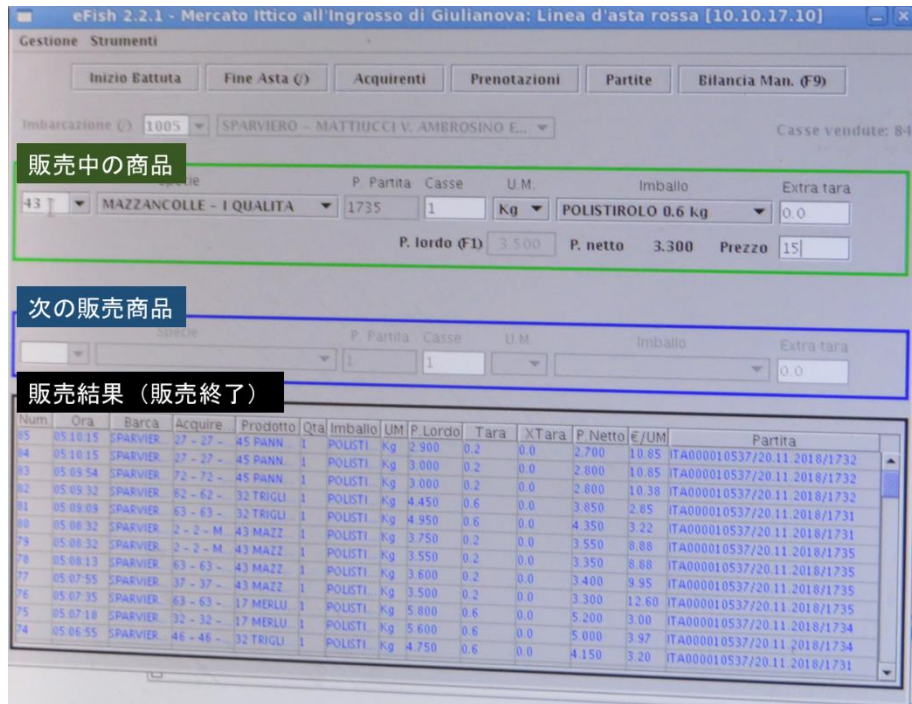 eFish 2.2.1 - Mercato Ittico all'Ingrosso di Giulianova: Linea d'asta rossa [10.10.17.10]
Gestione Strumenti
Inizio Battuta Fine Asta (/) Acquirenti Prenotazioni Partite Bilancia Man. (F9)
Imbarcazione (/) 1005 SPARVIERO - MATTIUCCI V. AMBROSINO E... Casse vendute: 84
販売中の商品
Specie P. Partita Casse U.M. Imballo Extra tara
43 MAZZANCOLLE - I QUALITA 1735 1 Kg POLISTIROLO 0.6 kg 0.0
P. lordo (F1) 3.500 P. netto 3.300 Prezzo 15
次の販売商品
Specie P. Partita Casse U.M. Imballo Extra tara
1 1 0.0
販売結果（販売終了）
Num Ora Barca Acquire... Prodotto Qta Imballo UM P.Lordo Tara XTara P.Netto €/UM Partita
85 05:10:15 SPARVIER... 27 - 27 - ... 45 PANN... 1 POLISTI... Kg 2.900 0.2 0.0 2.700 10.85 ITA000010537/20.11.2018/1732
84 05:10:15 SPARVIER... 27 - 27 - ... 45 PANN... 1 POLISTI... Kg 3.000 0.2 0.0 2.800 10.85 ITA000010537/20.11.2018/1732
83 05:09:54 SPARVIER... 72 - 72 - ... 45 PANN... 1 POLISTI... Kg 3.000 0.2 0.0 2.800 10.38 ITA000010537/20.11.2018/1732
82 05:09:32 SPARVIER... 62 - 62 - ... 32 TRIGLI... 1 POLISTI... Kg 4.450 0.6 0.0 3.850 2.85 ITA000010537/20.11.2018/1731
81 05:09:09 SPARVIER... 63 - 63 - ... 32 TRIGLI... 1 POLISTI... Kg 4.950 0.6 0.0 4.350 3.22 ITA000010537/20.11.2018/1731
80 05:08:32 SPARVIER... 2 - 2 - M... 43 MAZZ... 1 POLISTI... Kg 3.750 0.2 0.0 3.550 8.88 ITA000010537/20.11.2018/1735
79 05:08:32 SPARVIER... 2 - 2 - M... 43 MAZZ... 1 POLISTI... Kg 3.550 0.2 0.0 3.350 8.88 ITA000010537/20.11.2018/1735
78 05:08:13 SPARVIER... 63 - 63 - ... 43 MAZZ... 1 POLISTI... Kg 3.600 0.2 0.0 3.400 9.95 ITA000010537/20.11.2018/1735
77 05:07:55 SPARVIER... 37 - 37 - ... 43 MAZZ... 1 POLISTI... Kg 3.500 0.2 0.0 3.300 12.60 ITA000010537/20.11.2018/1735
76 05:07:35 SPARVIER... 63 - 63 - ... 17 MERLU... 1 POLISTI... Kg 5.800 0.6 0.0 5.200 3.00 ITA000010537/20.11.2018/1734
75 05:07:18 SPARVIER... 32 - 32 - ... 17 MERLU... 1 POLISTI... Kg 5.600 0.6 0.0 5.000 3.97 ITA000010537/20.11.2018/1734
74 05:06:55 SPARVIER... 46 - 46 - ... 32 TRIGLI... 1 POLISTI... Kg 4.750 0.6 0.0 4.150 3.20 ITA000010537/20.11.2018/1731